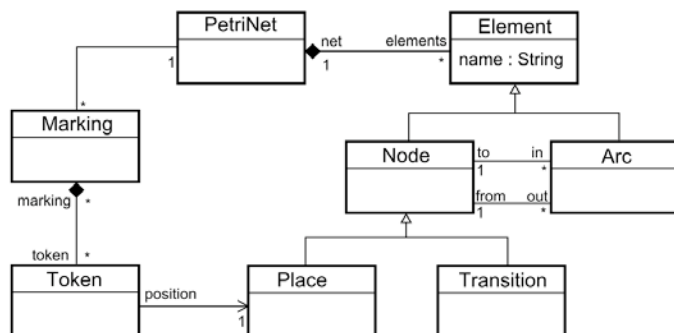 PetriNet
net
elements
1
1
*
Element
name : String
*
Marking
marking
*
token
*
Token
position
1
Node
to
in
1
*
from
out
1
*
Arc
Place
Transition